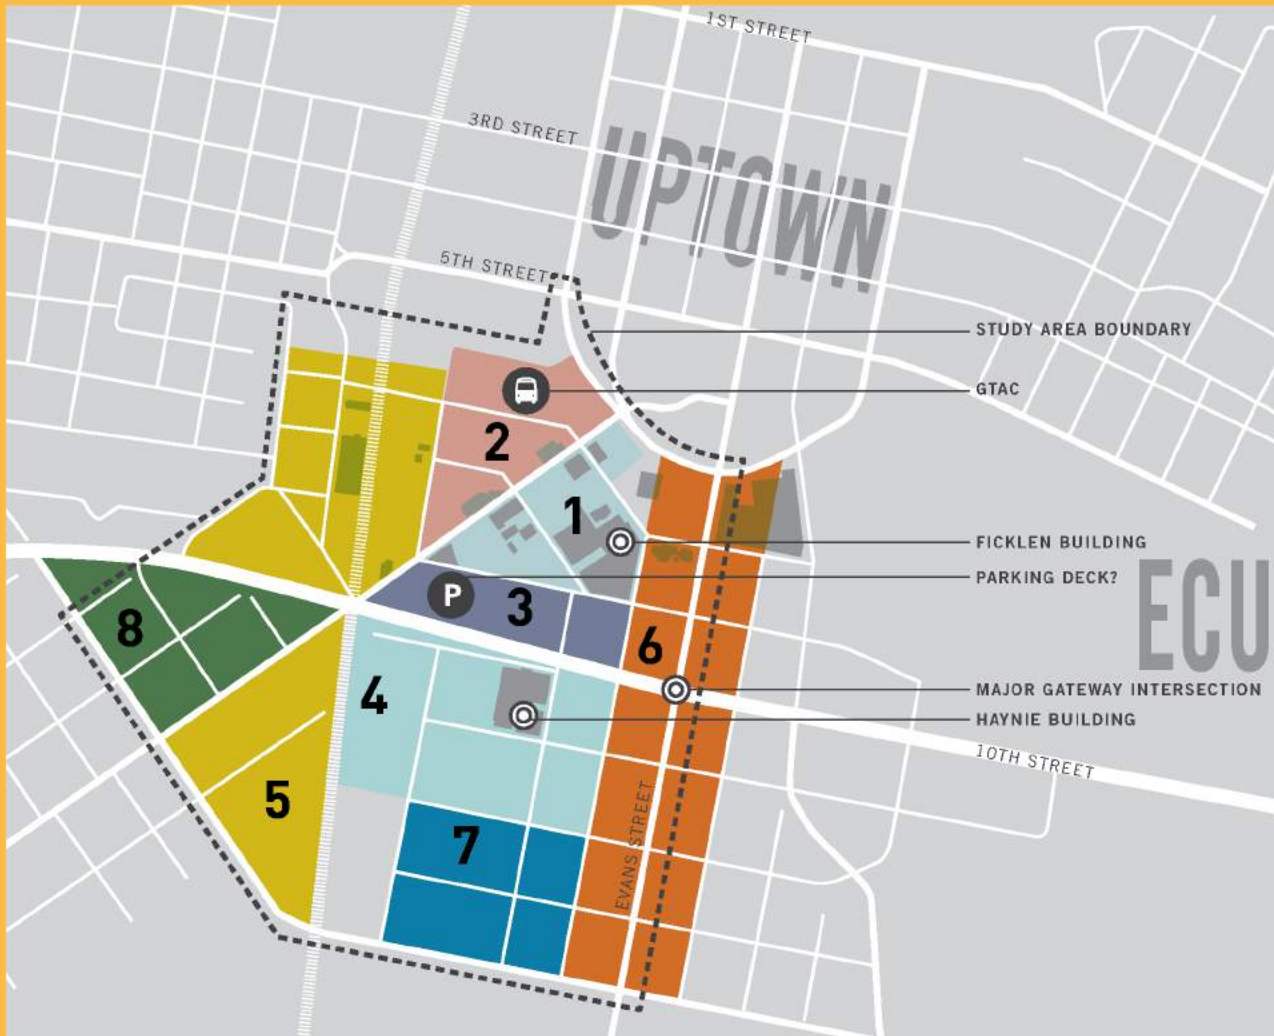 1ST STREET
3RD STREET
UPTOWN
5TH STREET
STUDY AREA BOUNDARY
GTAC
2
1
FICKLEN BUILDING
PARKING DECK?
ECU
P
3
8
6
4
MAJOR GATEWAY INTERSECTION
HAYNIE BUILDING
10TH STREET
5
7
EVANS STREET